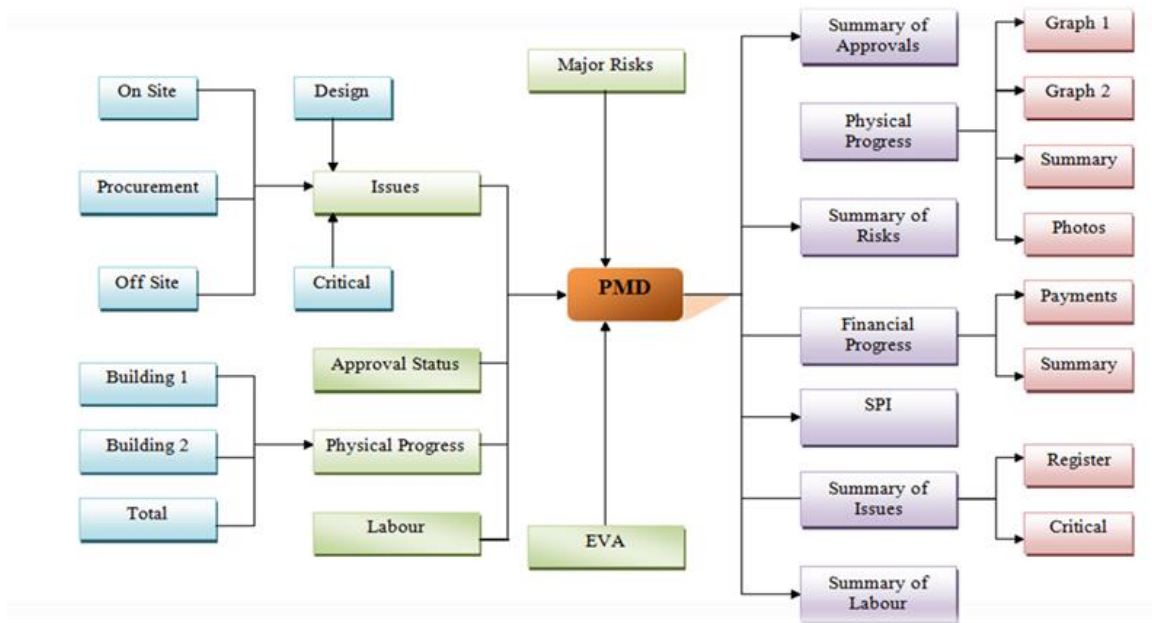 On Site
Procurement
Off Site
Building 1
Building 2
Total
Design
Issues
Critical
Approval Status
Physical Progress
Labour
Major Risks
PMD
EVA
Summary of
Approvals
Physical
Progress
Summary of
Risks
Financial
Progress
SPI
Summary of
Issues
Summary of
Labour
Graph 1
Graph 2
Summary
Photos
Payments
Summary
Register
Critical